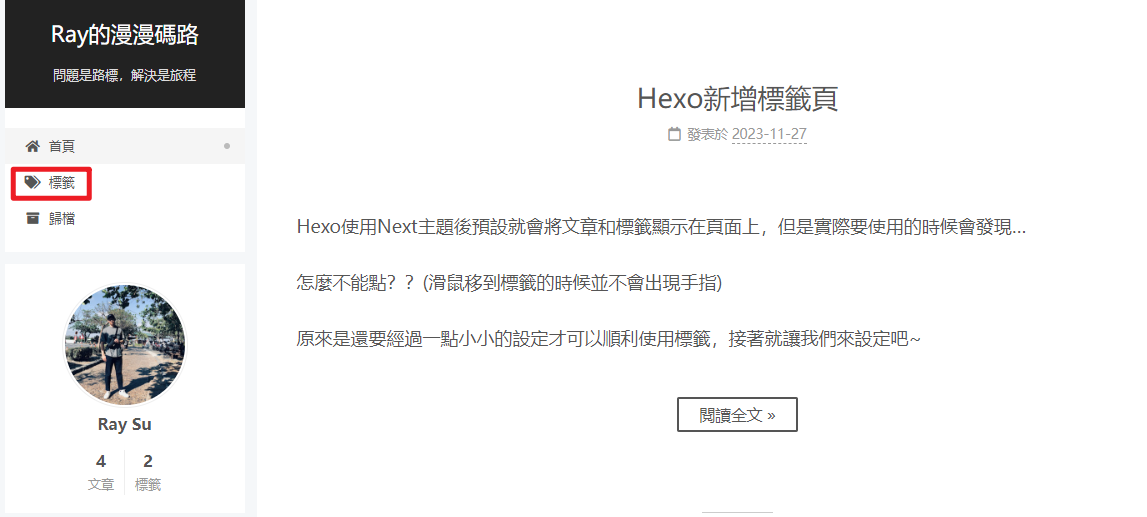 Ray的漫漫碼路
問題是路標，解決是旅程
首頁
標籤
歸檔
Ray Su
4
文章
2
標籤
Hexo新增標籤頁
發表於 2023-11-27
Hexo使用Next主題後預設就會將文章和標籤顯示在頁面上，但是實際要使用的時候會發現...
怎麼不能點？？(滑鼠移到標籤的時候並不會出現手指)
原來是還要經過一點小小的設定才可以順利使用標籤，接著就讓我們來設定吧~
閱讀全文 »